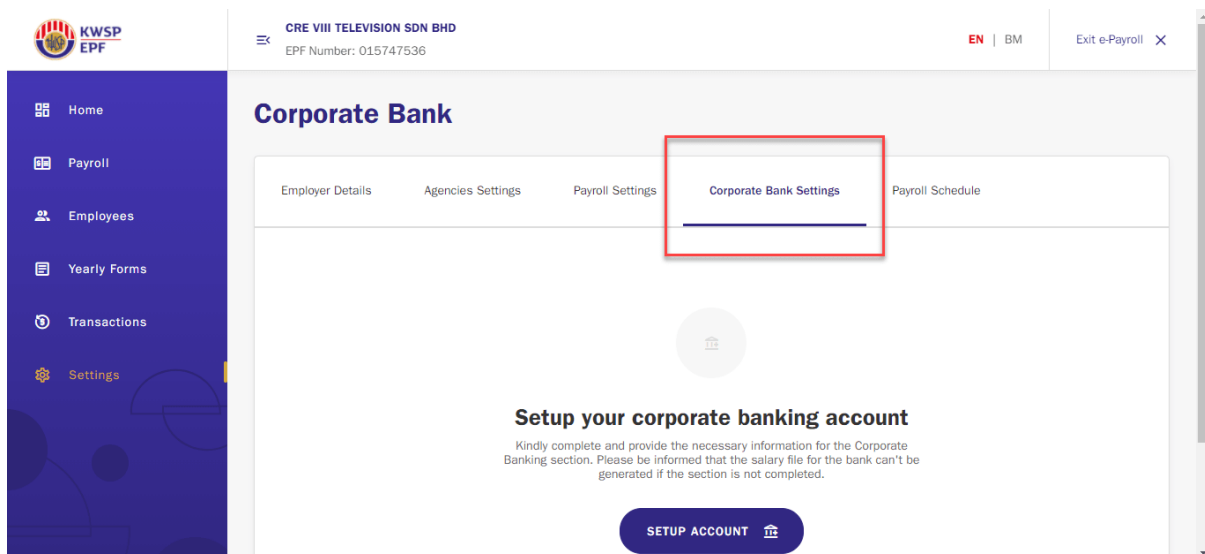 KWSP
EPF
CRE VIII TELEVISION SDN BHD
EPF Number: 015747536
EN | BM
Exit e-Payroll
Home
Payroll
Employees
Yearly Forms
Transactions
Settings
Corporate Bank
Employer Details
Agencies Settings
Payroll Settings
Corporate Bank Settings
Payroll Schedule
Setup your corporate banking account
Kindly complete and provide the necessary information for the Corporate
Banking section. Please be informed that the salary file for the bank can't be
generated if the section is not completed.
SETUP ACCOUNT